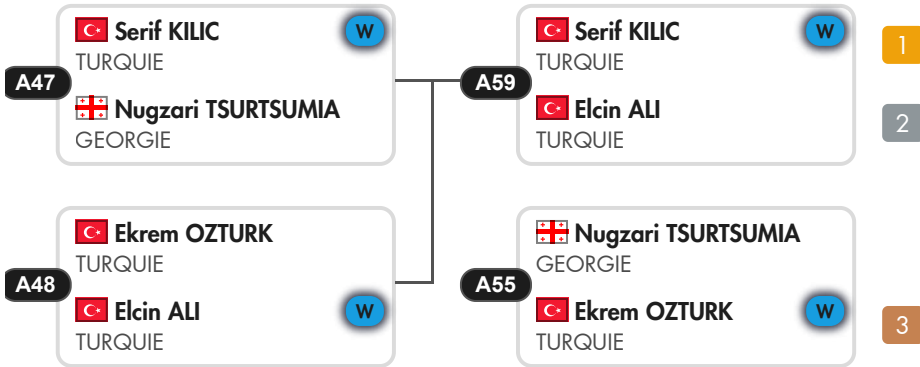 Serif KILIC
W
TURQUIE
A47
Nugzari TSURTSUMIA
GEORGIE
Serif KILIC
W
TURQUIE
A59
Elcin ALI
TURQUIE
1
2
Ekrem OZTURK
TURQUIE
A48
Elcin ALI
W
TURQUIE
Nugzari TSURTSUMIA
GEORGIE
A55
Ekrem OZTURK
W
TURQUIE
3